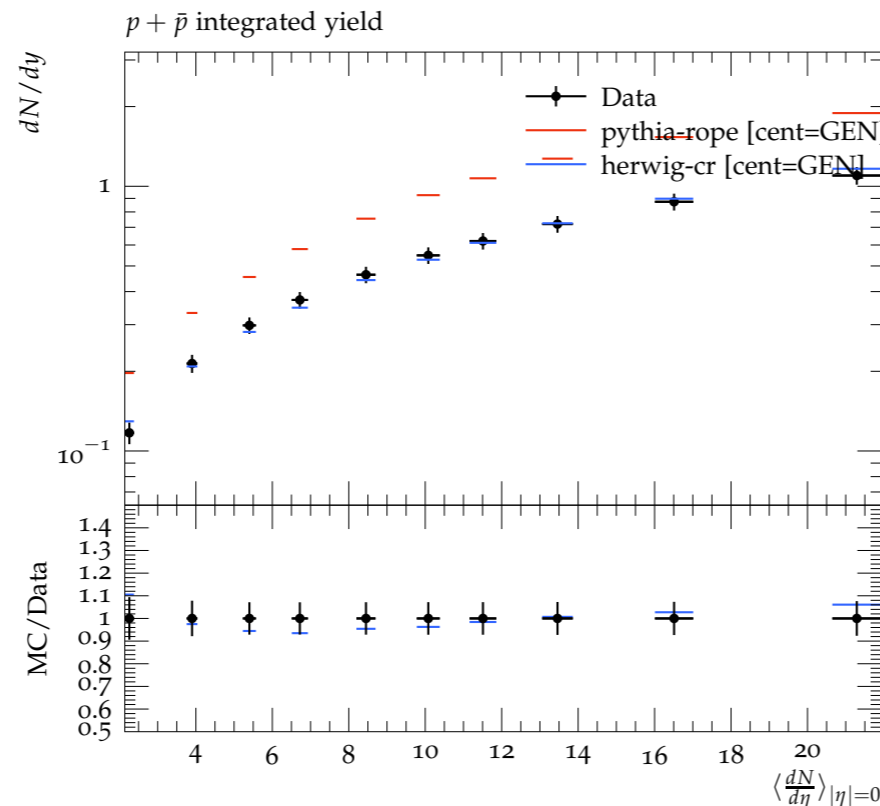 p + p̄ integrated yield
dN/dy
Data
pythia-rope [cent=GEN]
herwig-cr [cent=GEN]
1
10⁻¹
MC/Data
1.4
1.3
1.2
1.1
1
0.9
0.8
0.7
0.6
0.5
4 6 8 10 12 14 16 18 20
⟨dN/dη⟩|η|=0